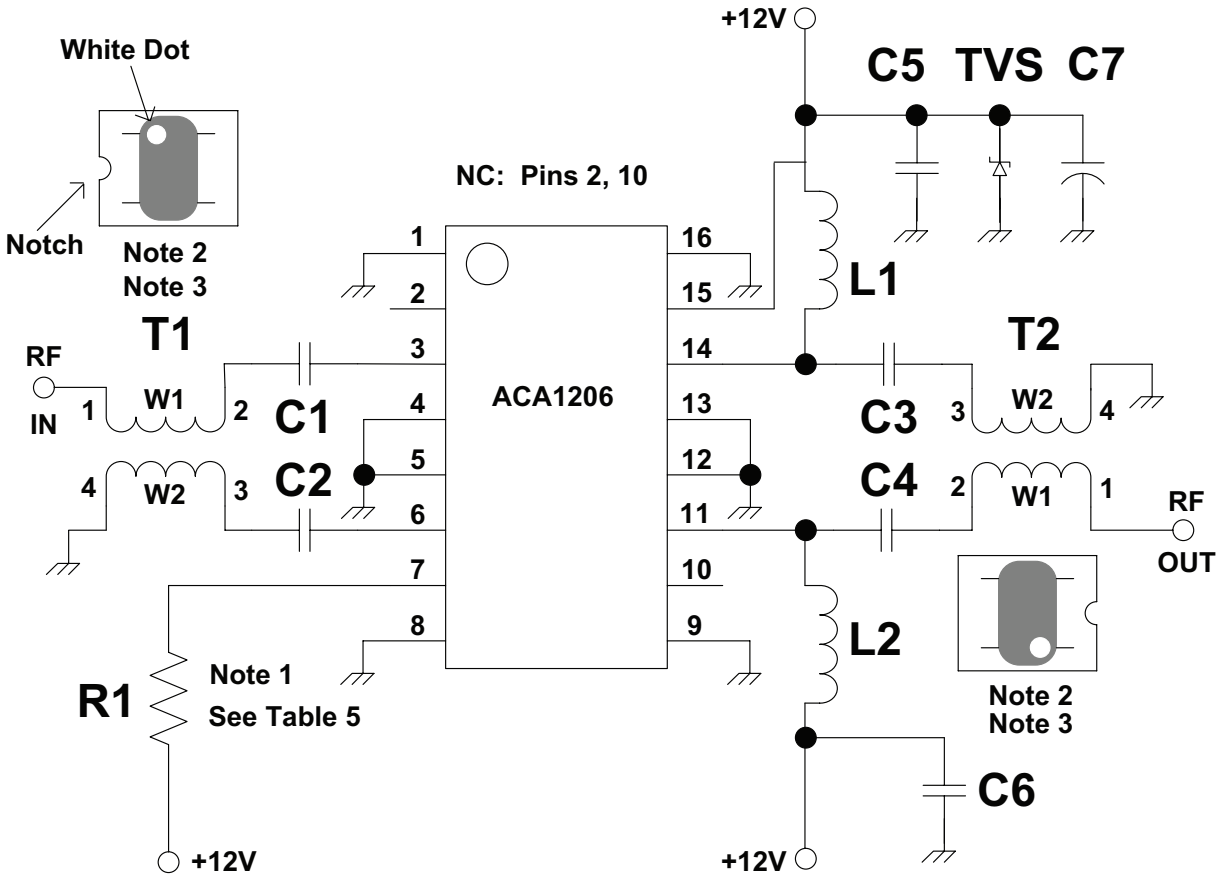 +12V
White Dot
C5 TVS C7
NC: Pins 2, 10
Notch
Note 2
Note 3
1
2
3
4
5
6
7
8
16
15
14
13
12
11
10
9
ACA1206
L1
T1
RF
IN
1 W1 2
4 W2 3
C1
C2
T2
3 W2 4
2 W1 1
C3
C4
RF
OUT
L2
Note 2
Note 3
R1
Note 1
See Table 5
C6
+12V
+12V